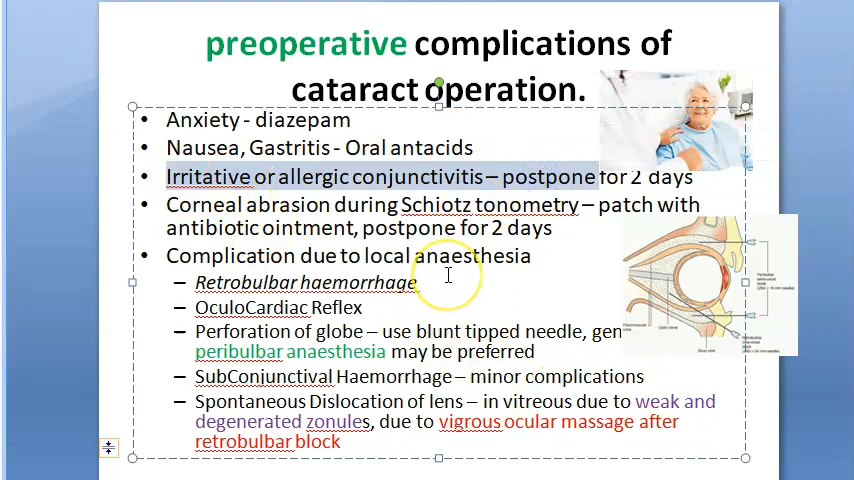 preoperative complications of
cataract operation.
• Anxiety - diazepam
• Nausea, Gastritis - Oral antacids
• Irritative or allergic conjunctivitis – postpone for 2 days
• Corneal abrasion during Schiotz tonometry – patch with
antibiotic ointment, postpone for 2 days
• Complication due to local anaesthesia
– Retrobulbar haemorrhage
– OculoCardiac Reflex
– Perforation of globe – use blunt tipped needle, gen
peribulbar anaesthesia may be preferred
– SubConjunctival Haemorrhage – minor complications
– Spontaneous Dislocation of lens – in vitreous due to weak and
degenerated zonules, due to vigrous ocular massage after
retrobulbar block